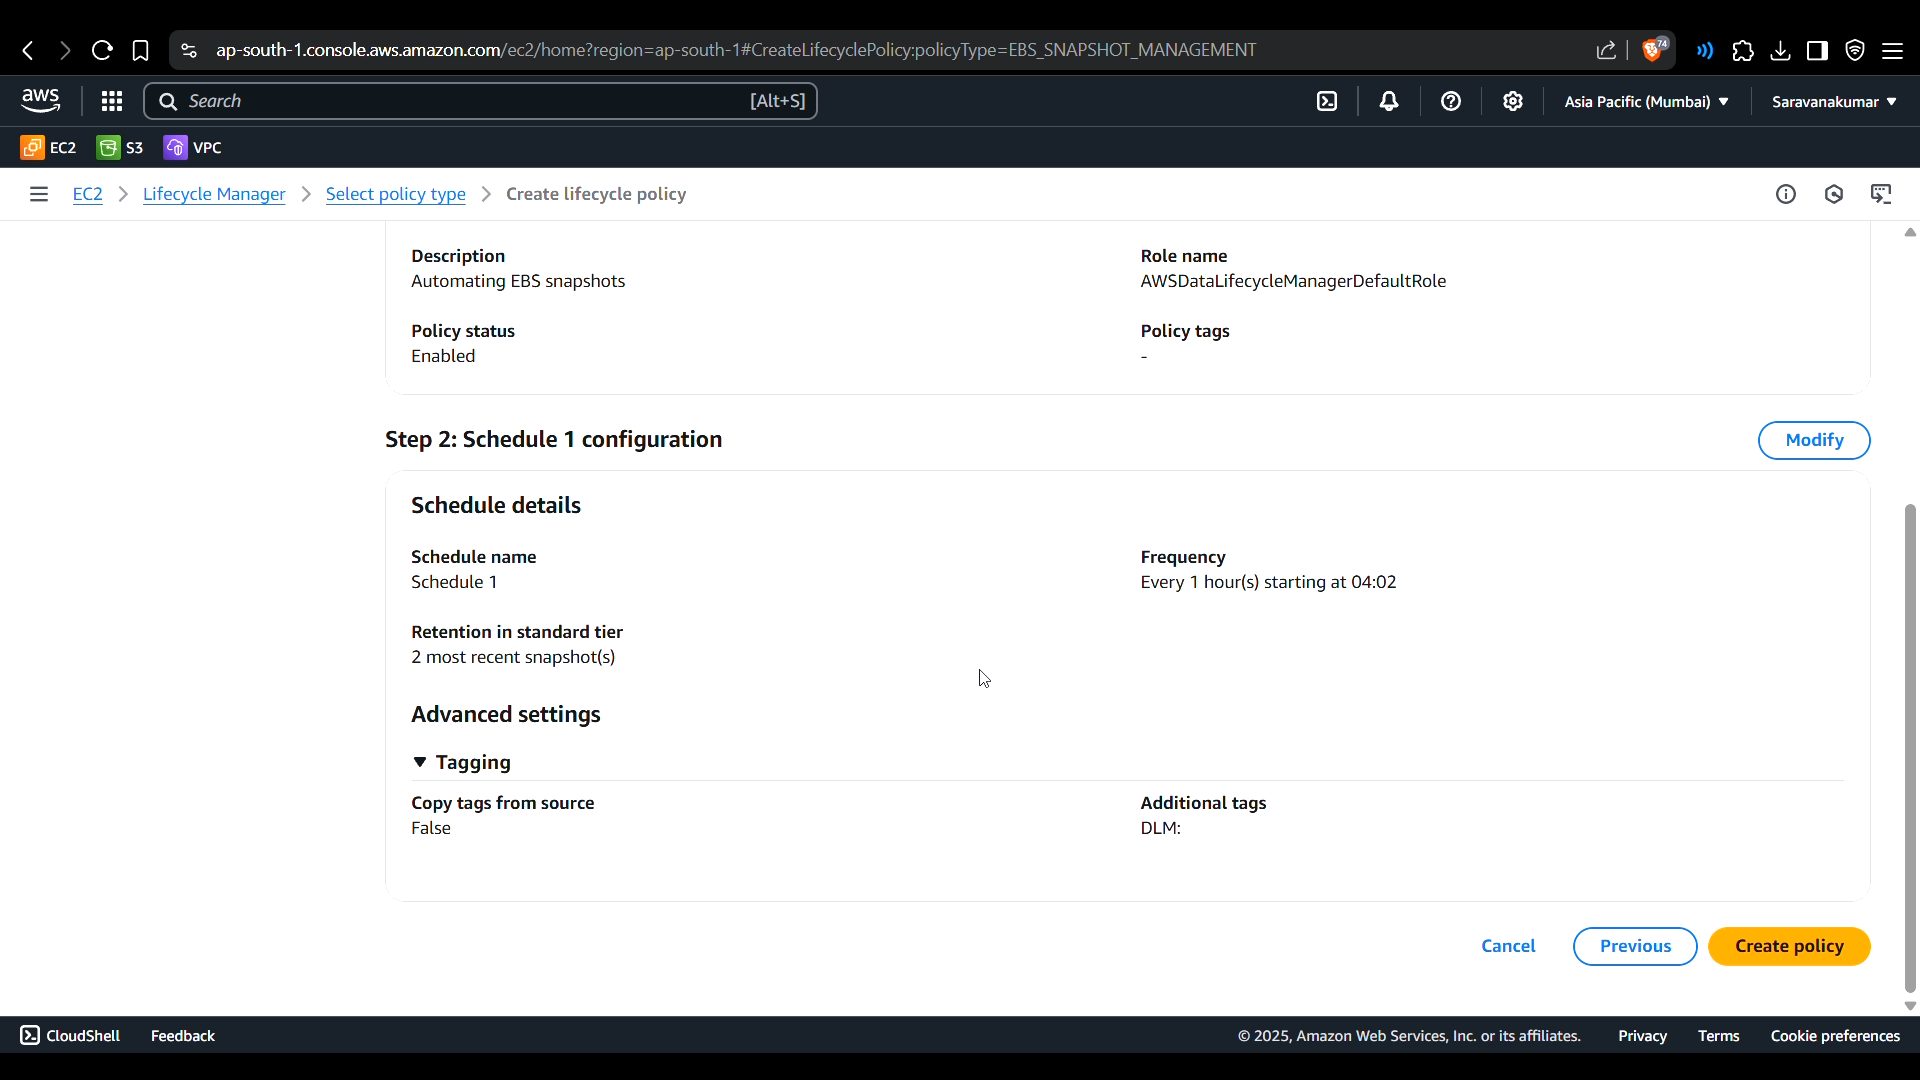 ap-south-1.console.aws.amazon.com/ec2/home?region=ap-south-1#CreateLifecyclePolicy:policyType=EBS_SNAPSHOT_MANAGEMENT
74
aws
Search
[Alt+S]
Asia Pacific (Mumbai)
Saravanakumar
EC2
S3
VPC
EC2
Lifecycle Manager
Select policy type
Create lifecycle policy
Description
Automating EBS snapshots
Role name
AWSDataLifecycleManagerDefaultRole
Policy status
Enabled
Policy tags
-
Step 2: Schedule 1 configuration
Modify
Schedule details
Schedule name
Schedule 1
Frequency
Every 1 hour(s) starting at 04:02
Retention in standard tier
2 most recent snapshot(s)
Advanced settings
Tagging
Copy tags from source
False
Additional tags
DLM:
Cancel
Previous
Create policy
CloudShell
Feedback
© 2025, Amazon Web Services, Inc. or its affiliates.
Privacy
Terms
Cookie preferences